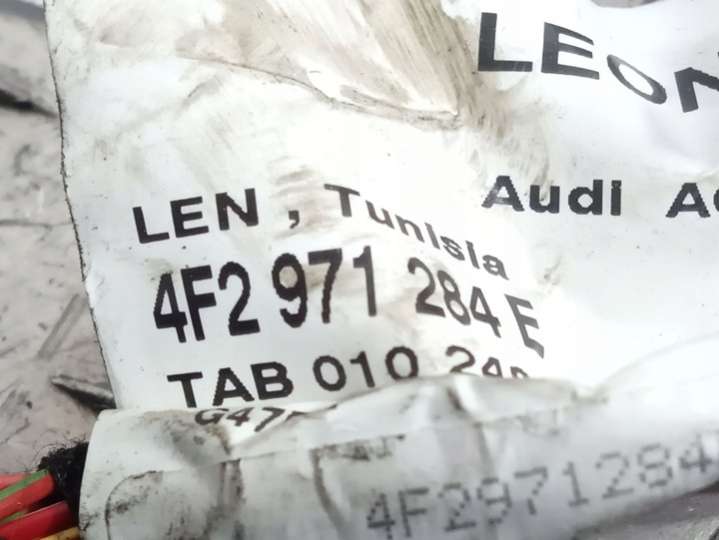 LEON
Audi
LEN , Tunisia
4F2 971 284 E
TAB 010
4F2971284